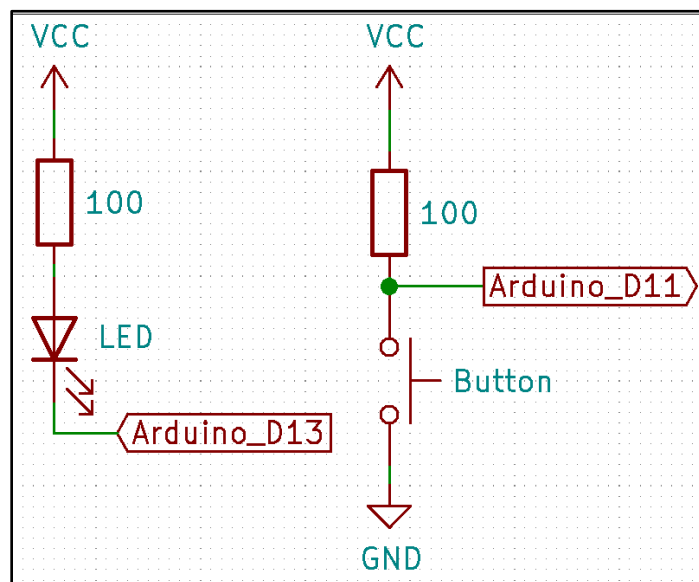 VCC
VCC
100
100
Arduino_D11
LED
Button
Arduino_D13
GND